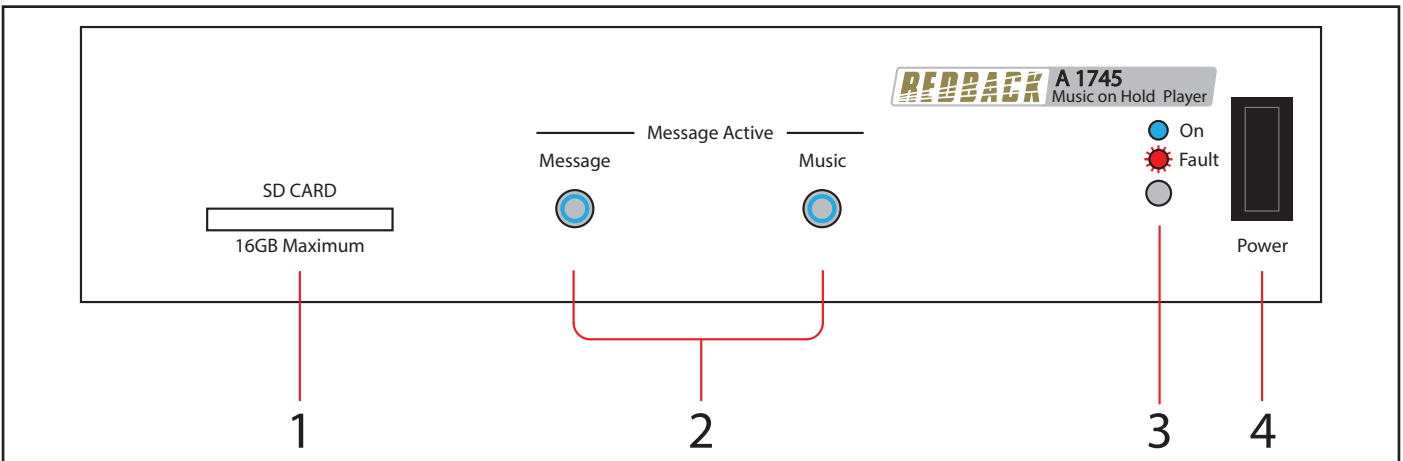 REDBACK
A 1745
Music on Hold Player
Message Active
On
Message
Music
Fault
SD CARD
16GB Maximum
Power
1
2
3
4